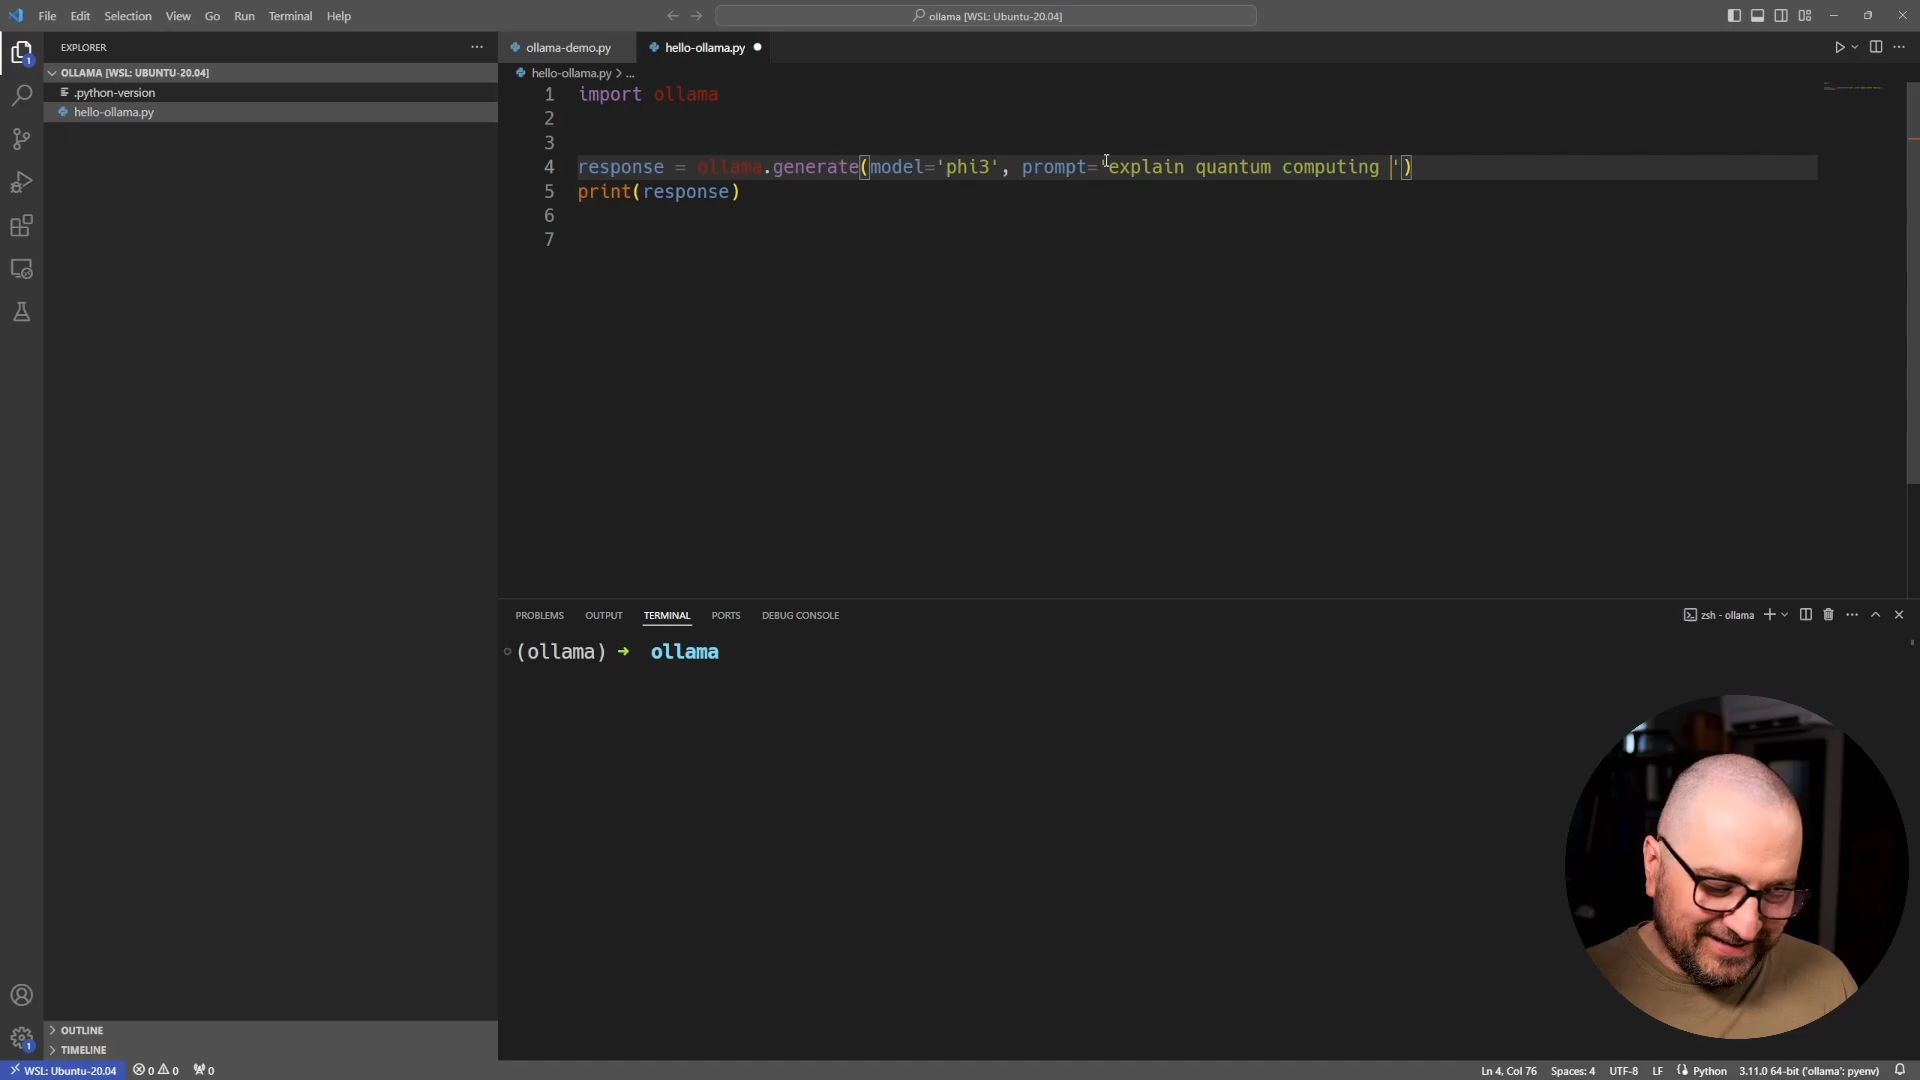 File Edit Selection View Go Run Terminal Help
ollama [WSL: Ubuntu-20.04]
EXPLORER
OLLAMA [WSL: UBUNTU-20.04]
.python-version
hello-ollama.py
OUTLINE
TIMELINE
ollama-demo.py hello-ollama.py
hello-ollama.py > ...
1 import ollama
2
3
4 response = ollama.generate(model='phi3', prompt='explain quantum computing ')
5 print(response)
6
7
PROBLEMS OUTPUT TERMINAL PORTS DEBUG CONSOLE
zsh - ollama
(ollama) → ollama
1
1
WSL: Ubuntu-20.04 0 0 0 Ln 4, Col 76 Spaces: 4 UTF-8 LF Python 3.11.0 64-bit ('ollama': pyenv)